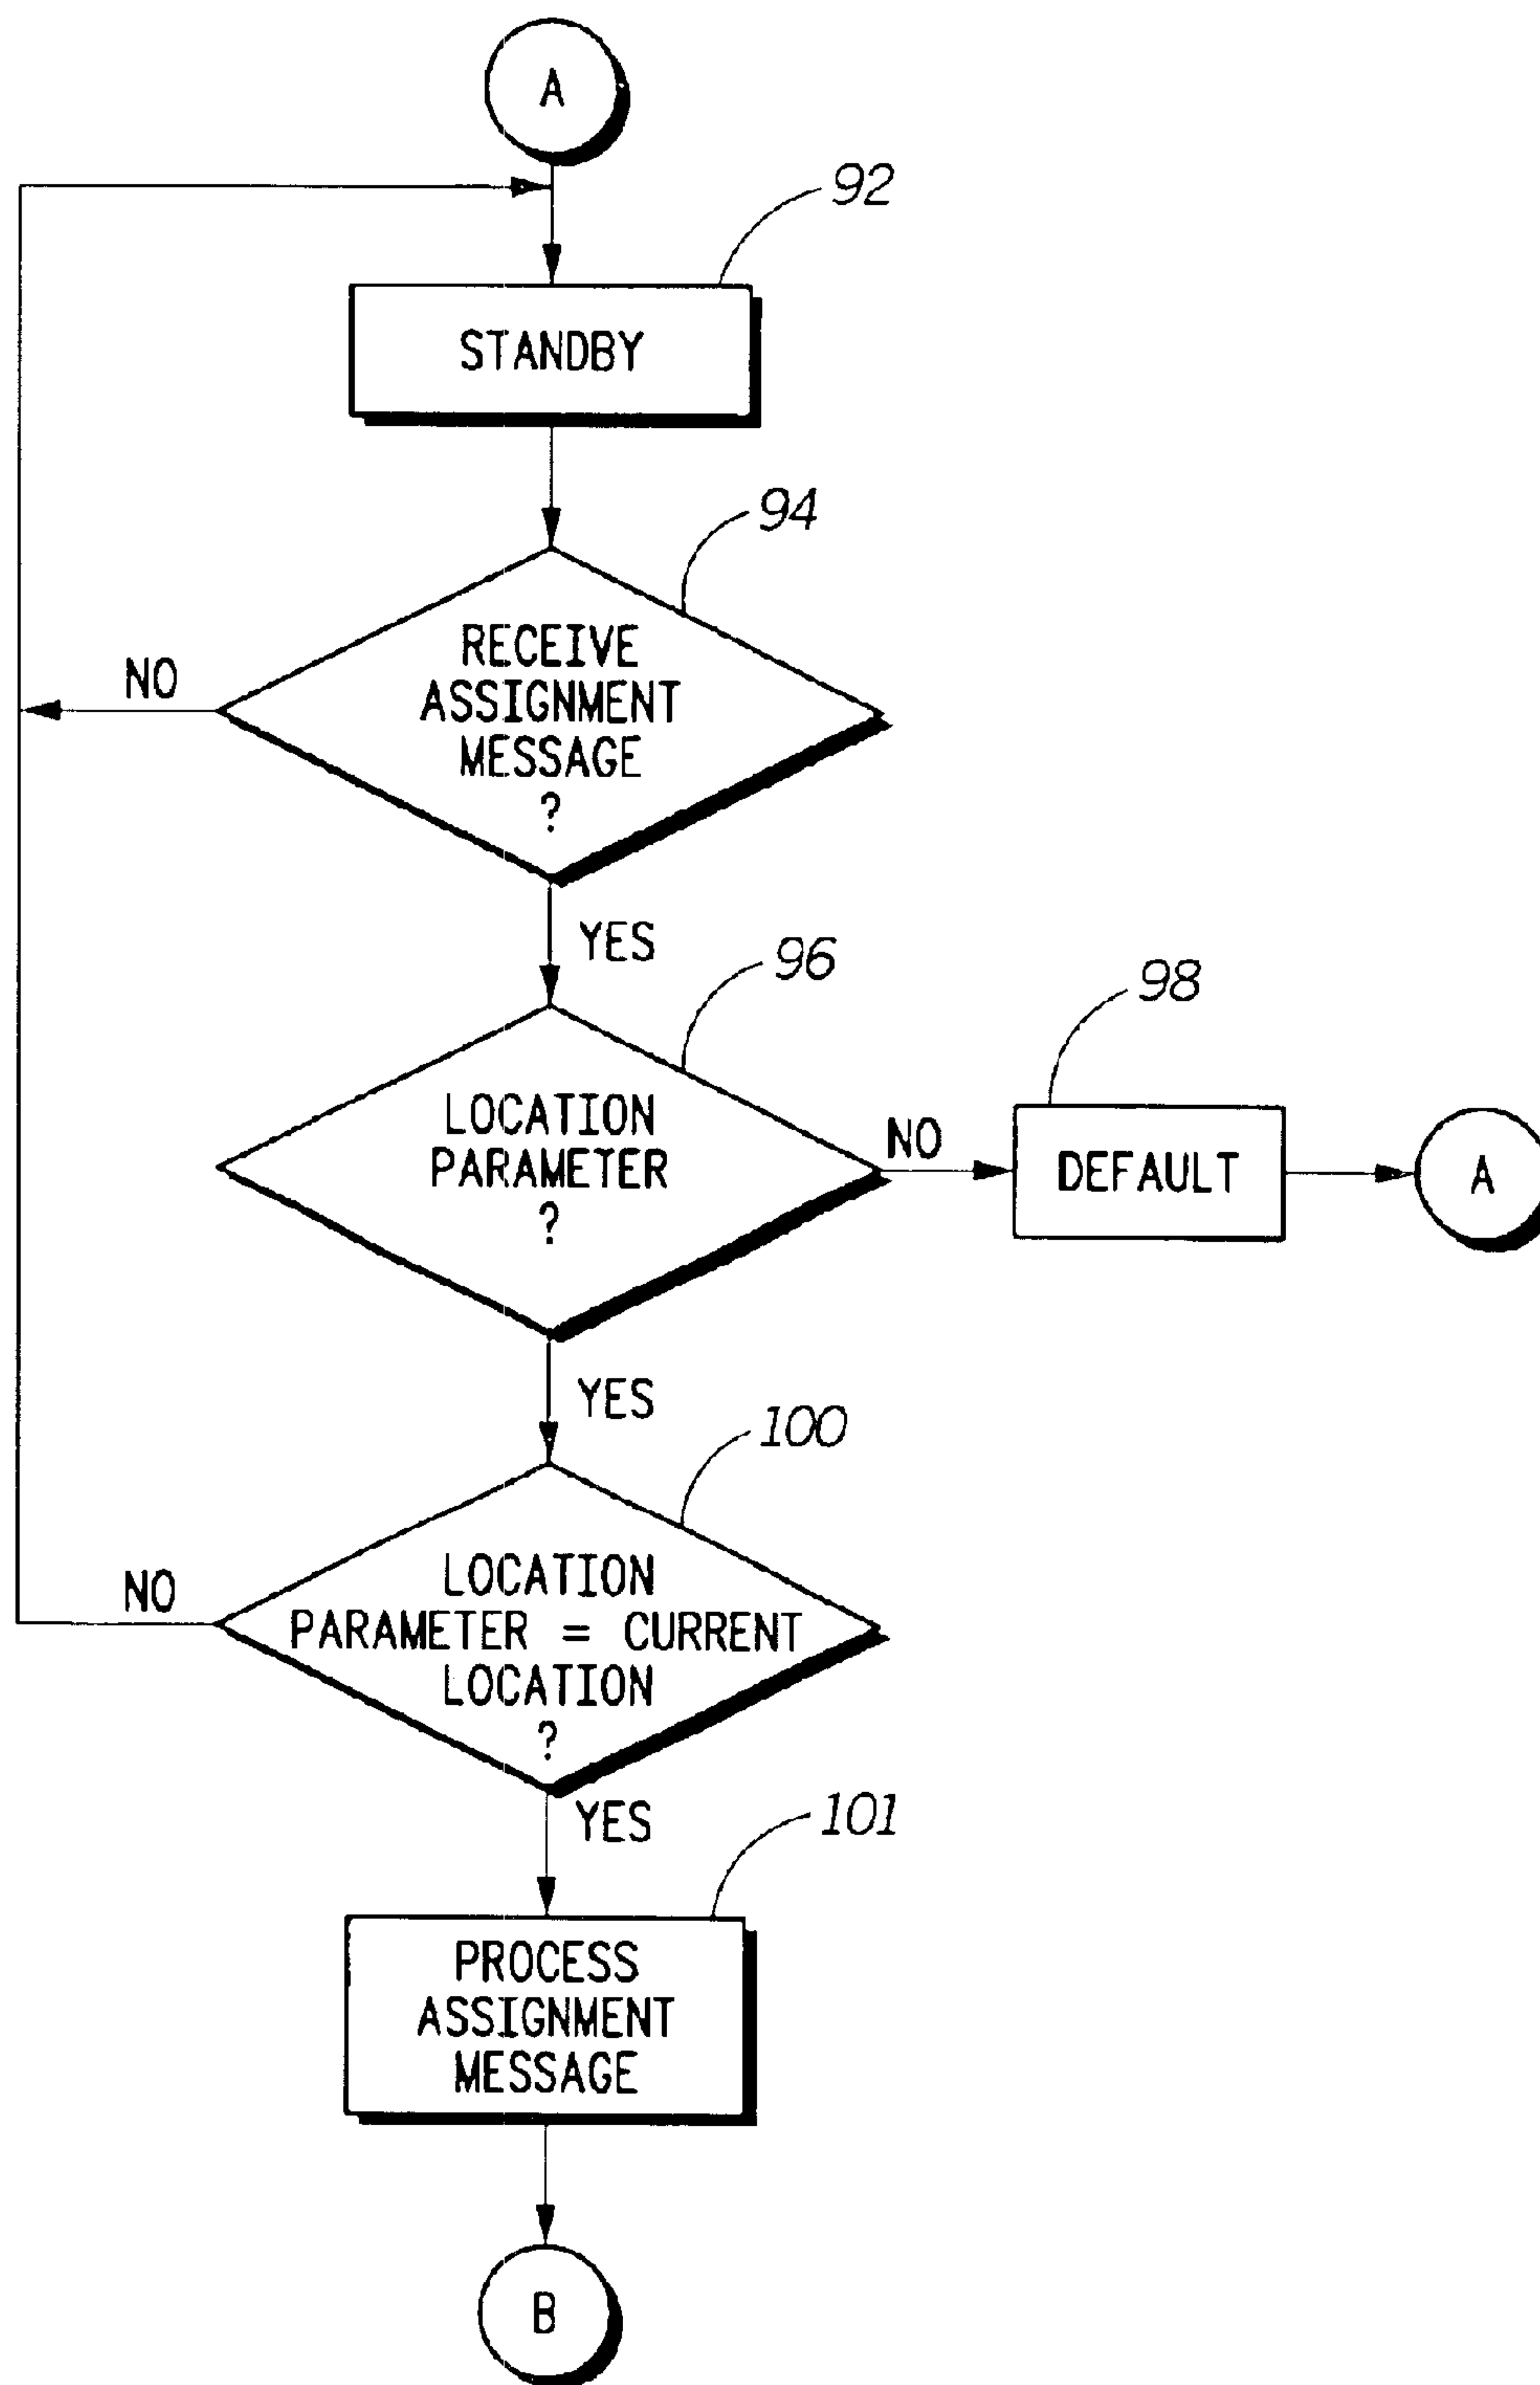 A
92
STANDBY
94
RECEIVE
ASSIGNMENT
MESSAGE
?
NO
YES
96
98
LOCATION
PARAMETER
?
NO
DEFAULT
A
YES
100
LOCATION
PARAMETER = CURRENT
LOCATION
?
NO
YES
101
PROCESS
ASSIGNMENT
MESSAGE
B